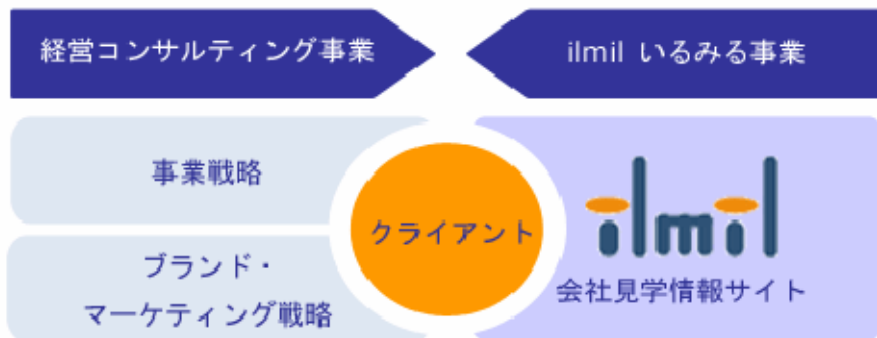 経営コンサルティング事業
ilmil いるみる事業
事業戦略
ブランド・
マーケティング戦略
クライアント
ilmil
会社見学情報サイト